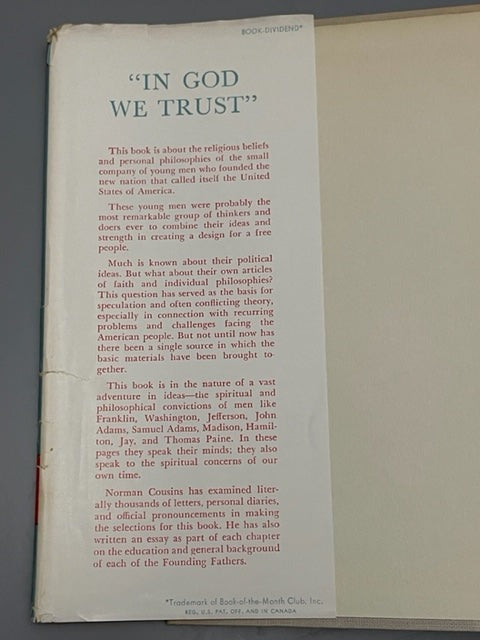 BOOK-DIVIDEND*
“IN GOD
WE TRUST”
This book is about the religious beliefs
and personal philosophies of the small
company of young men who founded the
new nation that called itself the United
States of America.
These young men were probably the
most remarkable group of thinkers and
doers ever to combine their ideas and
strength in creating a design for a free
people.
Much is known about their political
ideas. But what about their own articles
of faith and individual philosophies?
This question has served as the basis for
speculation and often conflicting theory,
especially in connection with recurring
problems and challenges facing the
American people. But not until now has
there been a single source in which the
basic materials have been brought to-
gether.
This book is in the nature of a vast
adventure in ideas—the spiritual and
philosophical convictions of men like
Franklin, Washington, Jefferson, John
Adams, Samuel Adams, Madison, Hamil-
ton, Jay, and Thomas Paine. In these
pages they speak their minds; they also
speak to the spiritual concerns of our
own time.
Norman Cousins has examined liter-
ally thousands of letters, personal diaries,
and official pronouncements in making
the selections for this book. He has also
written an essay as part of each chapter
on the education and general background
of each of the Founding Fathers.
*Trademark of Book-of-the-Month Club, Inc.
REG. U.S. PAT. OFF. AND IN CANADA